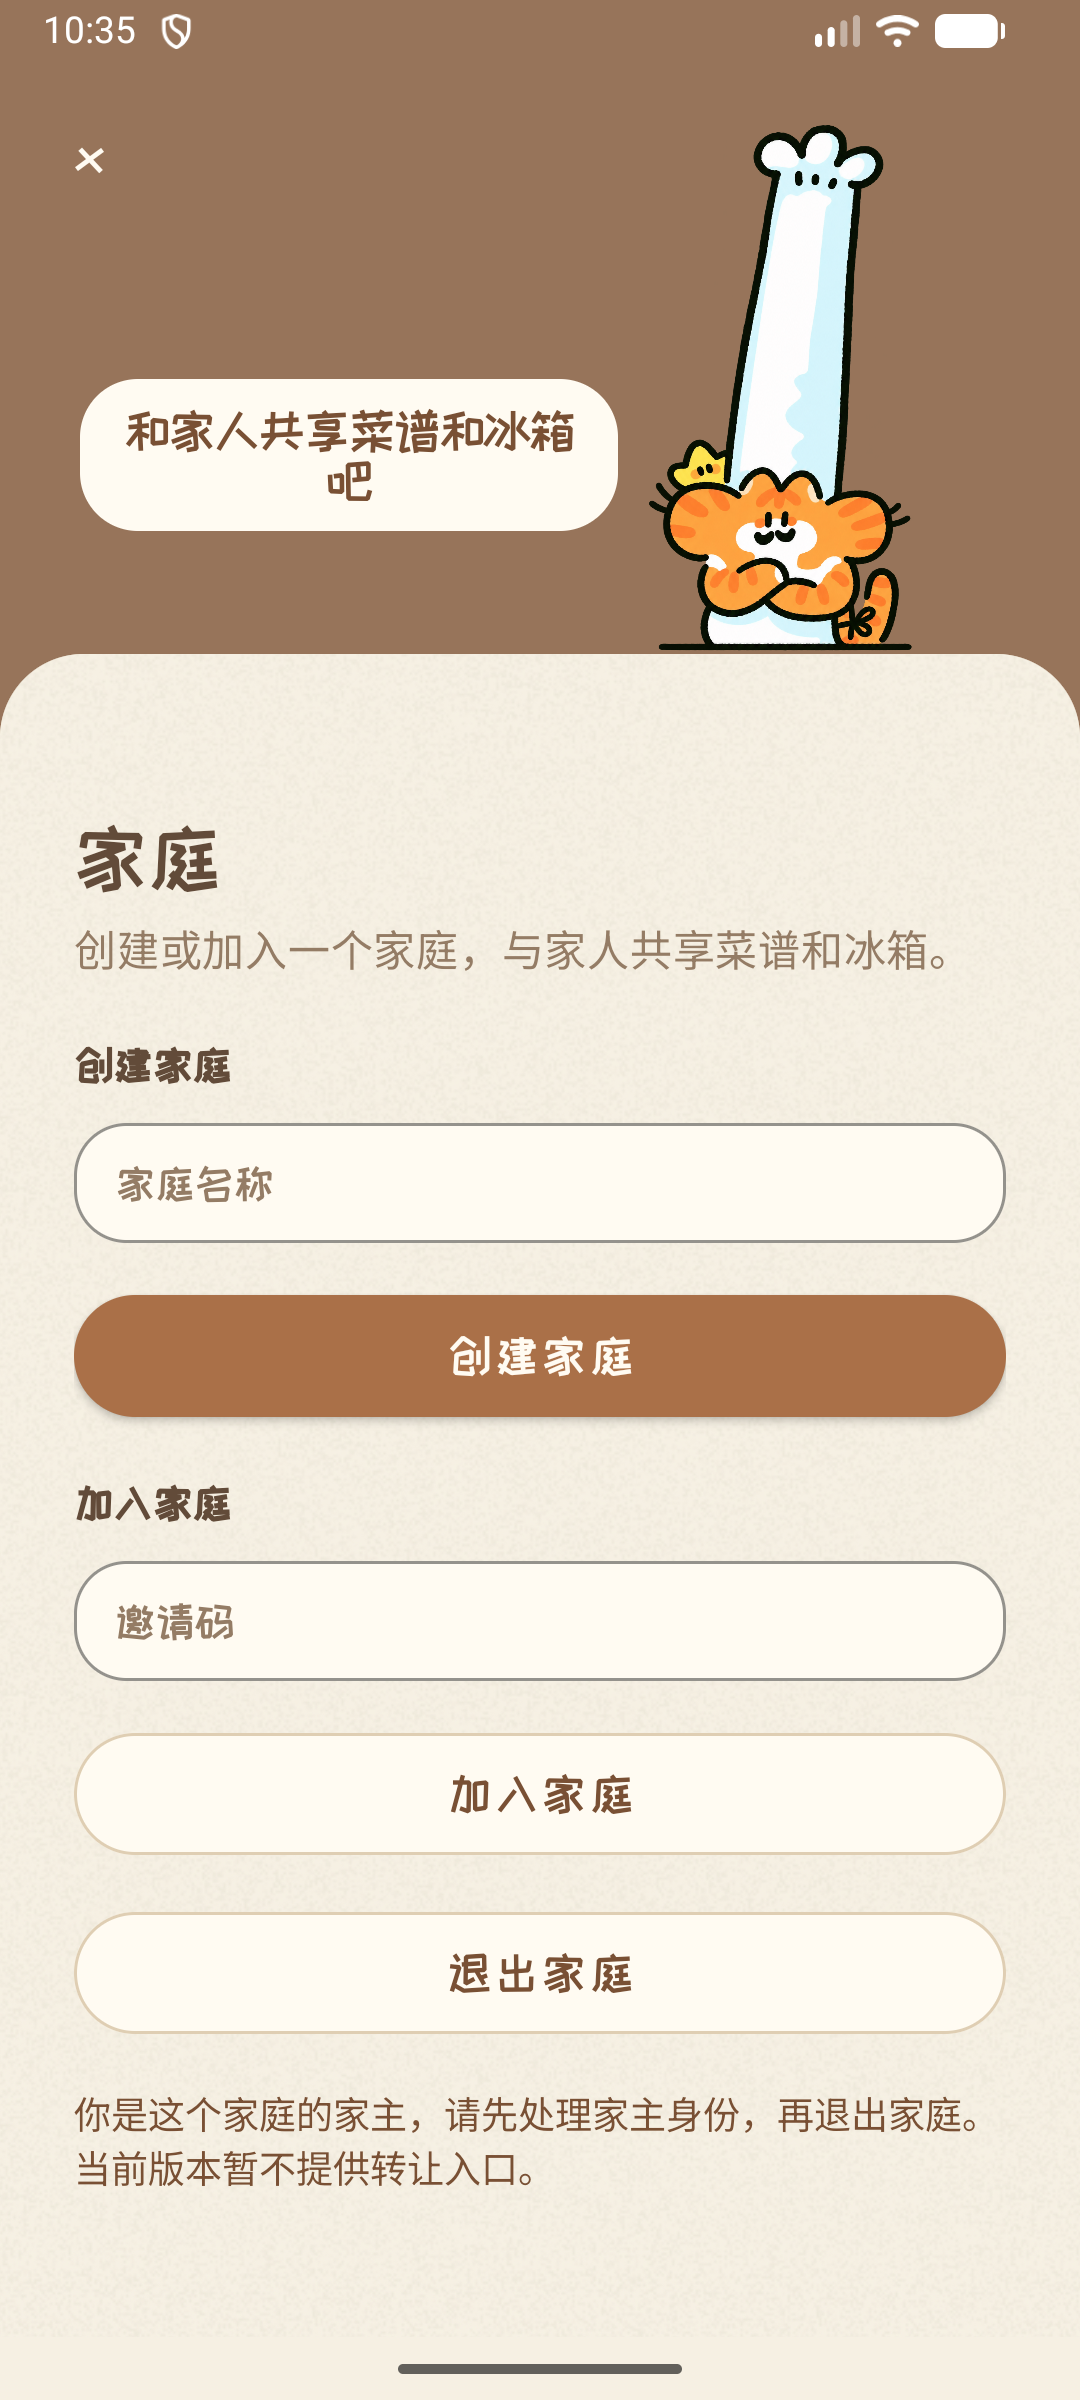 10:35
和家人共享菜谱和冰箱
吧
家庭
创建或加入一个家庭，与家人共享菜谱和冰箱。
创建家庭
家庭名称
创建家庭
加入家庭
邀请码
加入家庭
退出家庭
你是这个家庭的家主，请先处理家主身份，再退出家庭。
当前版本暂不提供转让入口。